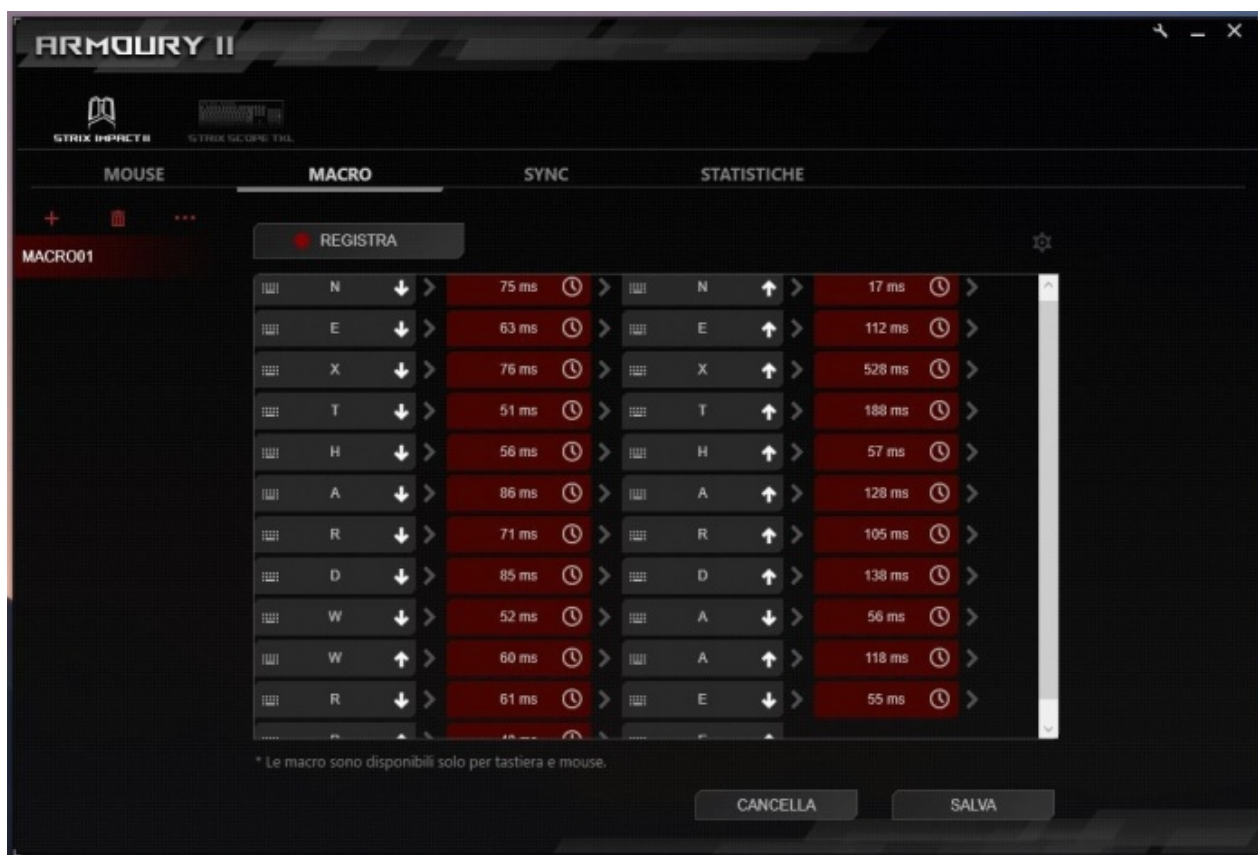 ARMOURY II
STRIX IMPACT II STRIX SCOPE TKL
MOUSE MACRO SYNC STATISTICHE
MACRO01
REGISTRA
N 75 ms N 17 ms
E 63 ms E 112 ms
X 76 ms X 528 ms
T 51 ms T 188 ms
H 56 ms H 57 ms
A 86 ms A 128 ms
R 71 ms R 105 ms
D 85 ms D 138 ms
W 52 ms A 56 ms
W 60 ms A 118 ms
R 61 ms E 55 ms
* Le macro sono disponibili solo per tastiera e mouse.
CANCELLA SALVA